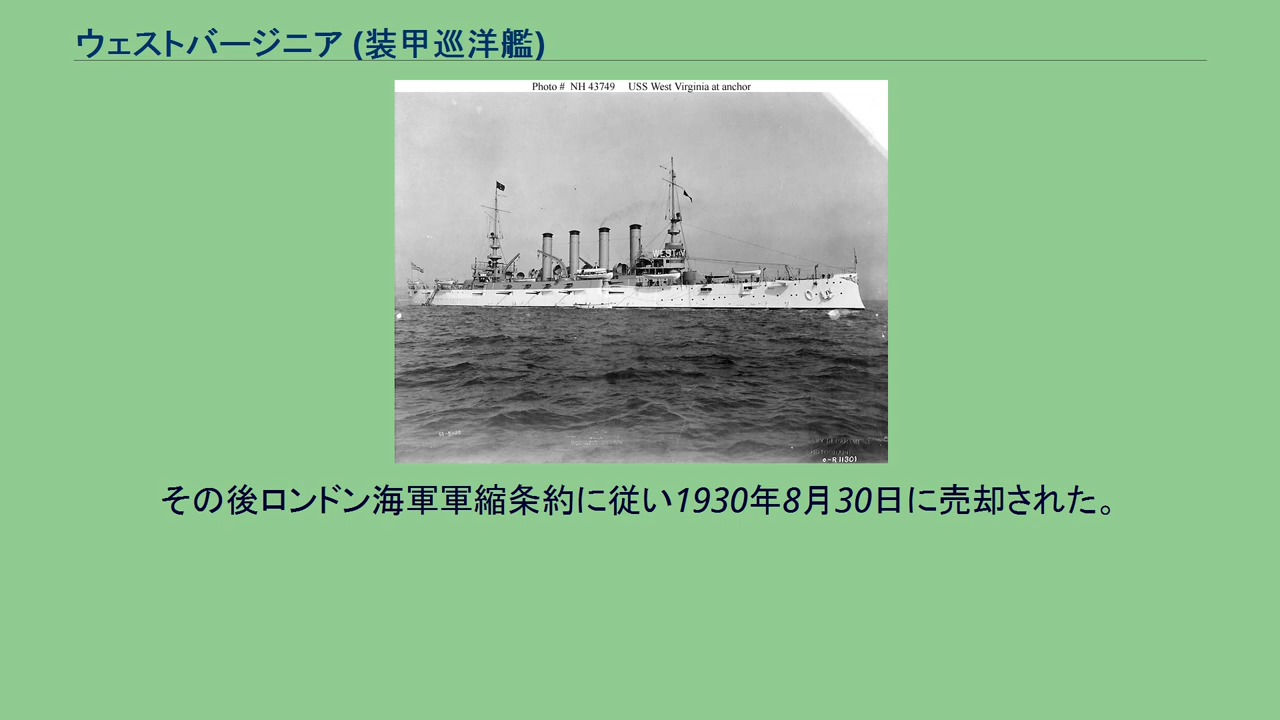 ウェストバージニア (装甲巡洋艦)
Photo # NH 43749 USS West Virginia at anchor
WEST V
o-R 11301
その後ロンドン海軍軍縮条約に従い1930年8月30日に売却された。